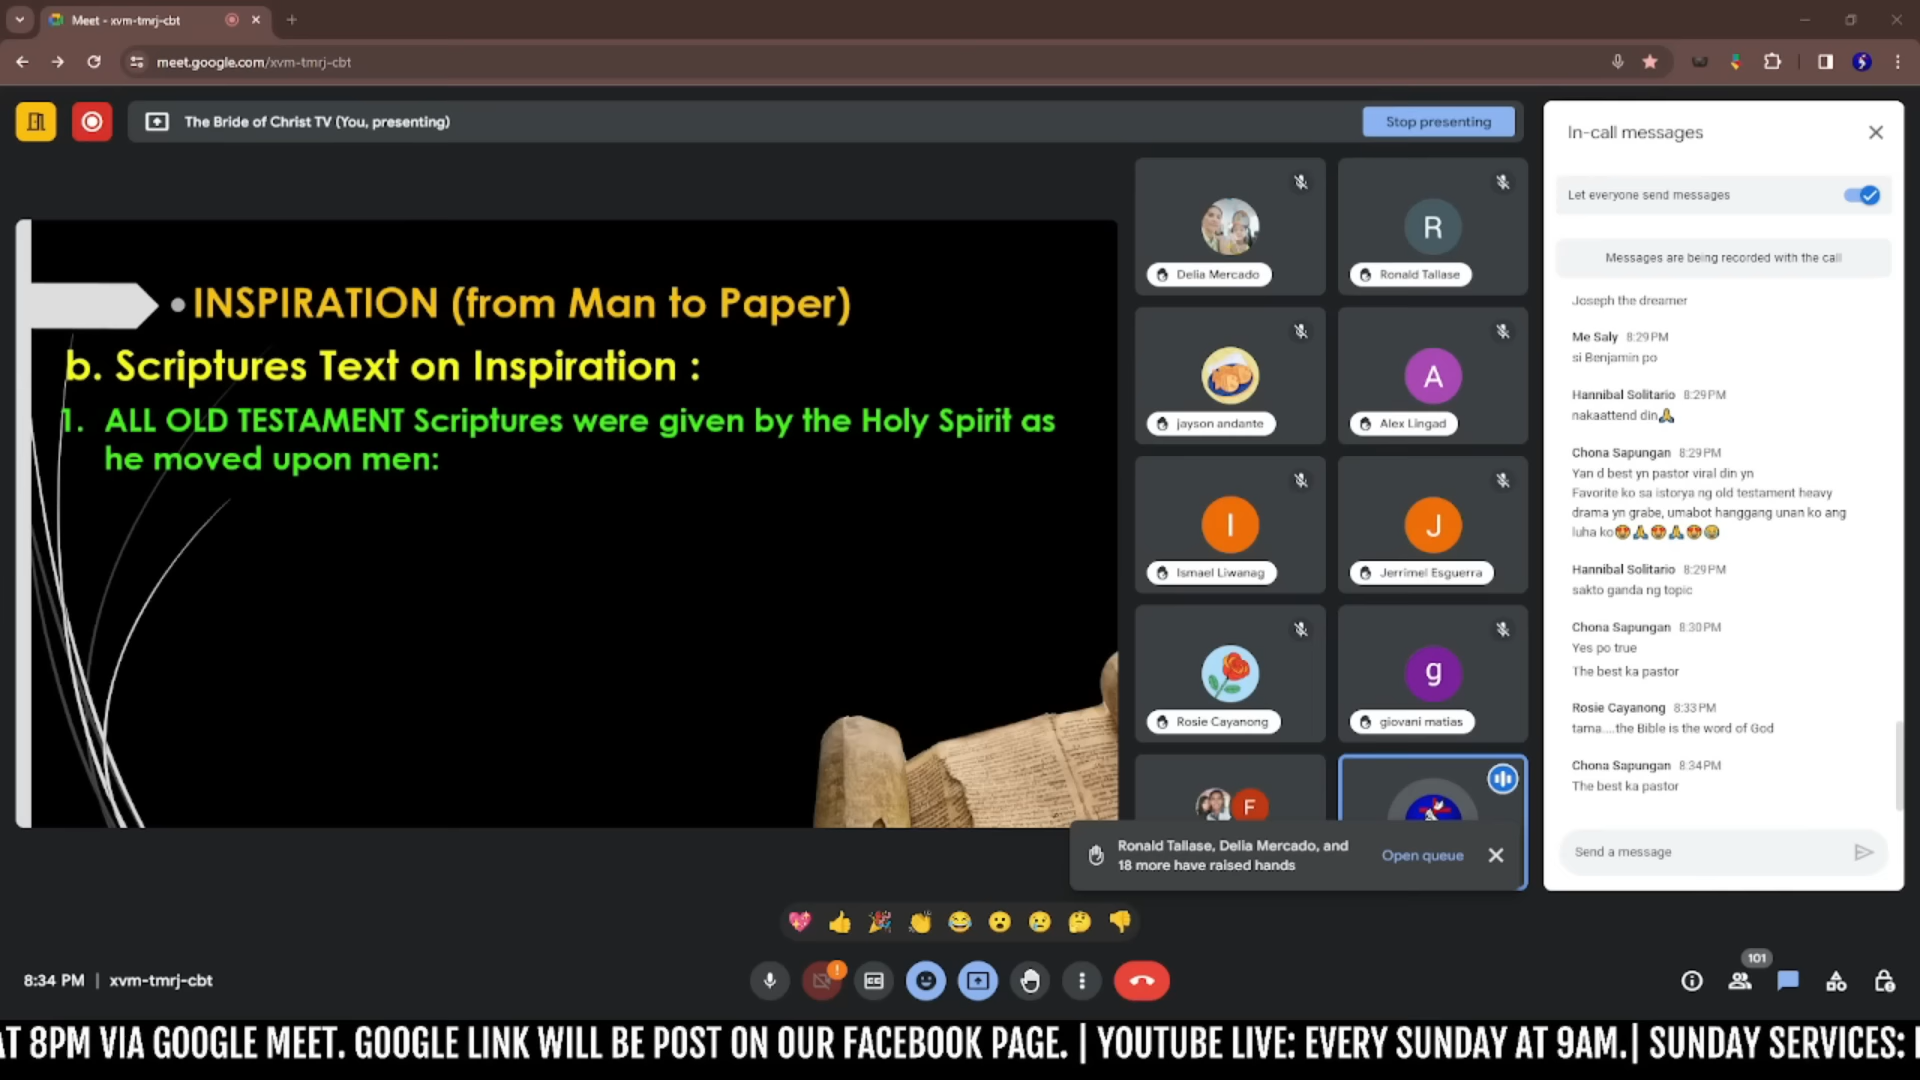 Meet - xvm-tmrj-cbt
meet.google.com/xvm-tmrj-cbt
The Bride of Christ TV (You, presenting)
Stop presenting
INSPIRATION (from Man to Paper)
b. Scriptures Text on Inspiration :
1. ALL OLD TESTAMENT Scriptures were given by the Holy Spirit as
he moved upon men:
Delia Mercado
R
Ronald Tallase
jayson andante
A
Alex Lingad
I
Ismael Liwanag
J
Jerrimel Esguerra
Rosie Cayanong
g
giovani matias
F
Ronald Tallase, Delia Mercado, and
18 more have raised hands
Open queue
In-call messages
Let everyone send messages
Messages are being recorded with the call
Joseph the dreamer
Me Saly 8:29 PM
si Benjamin po
Hannibal Solitario 8:29 PM
nakaattend din🙏
Chona Sapungan 8:29 PM
Yan d best yn pastor viral din yn
Favorite ko sa istorya ng old testament heavy
drama yn grabe, umabot hanggang unan ko ang
luha ko😍🙏😍🙏😍😂
Hannibal Solitario 8:29 PM
sakto ganda ng topic
Chona Sapungan 8:30 PM
Yes po true
The best ka pastor
Rosie Cayanong 8:33 PM
tama....the Bible is the word of God
Chona Sapungan 8:34 PM
The best ka pastor
Send a message
8:34 PM | xvm-tmrj-cbt
101
AT 8PM VIA GOOGLE MEET. GOOGLE LINK WILL BE POST ON OUR FACEBOOK PAGE. | YOUTUBE LIVE: EVERY SUNDAY AT 9AM.| SUNDAY SERVICES: